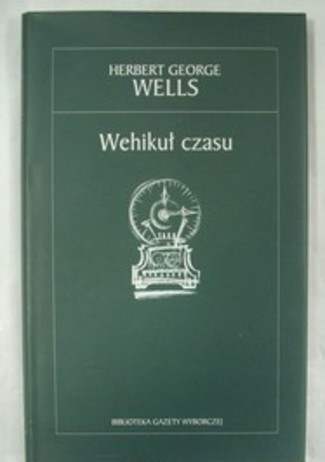 HERBERT GEORGE
WELLS
Wehikuł czasu
BIBLIOTEKA GAZETY WYBORCZEJ